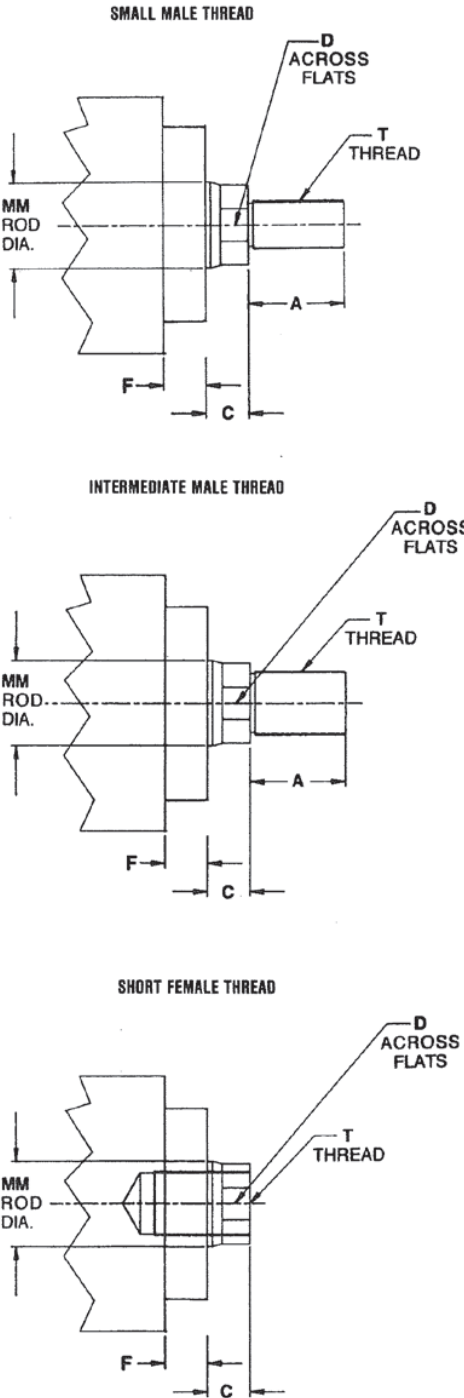 SMALL MALE THREAD
D
ACROSS
FLATS
T
THREAD
MM
ROD
DIA.
A
F
C
INTERMEDIATE MALE THREAD
D
ACROSS
FLATS
T
THREAD
MM
ROD
DIA.
A
F
C
SHORT FEMALE THREAD
D
ACROSS
FLATS
T
THREAD
MM
ROD
DIA.
F
C